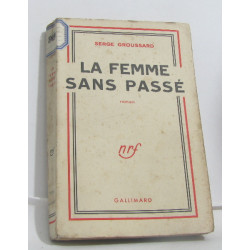 SERGE GROUSSARD
LA FEMME
SANS PASSÉ
roman
nrf
GALLIMARD